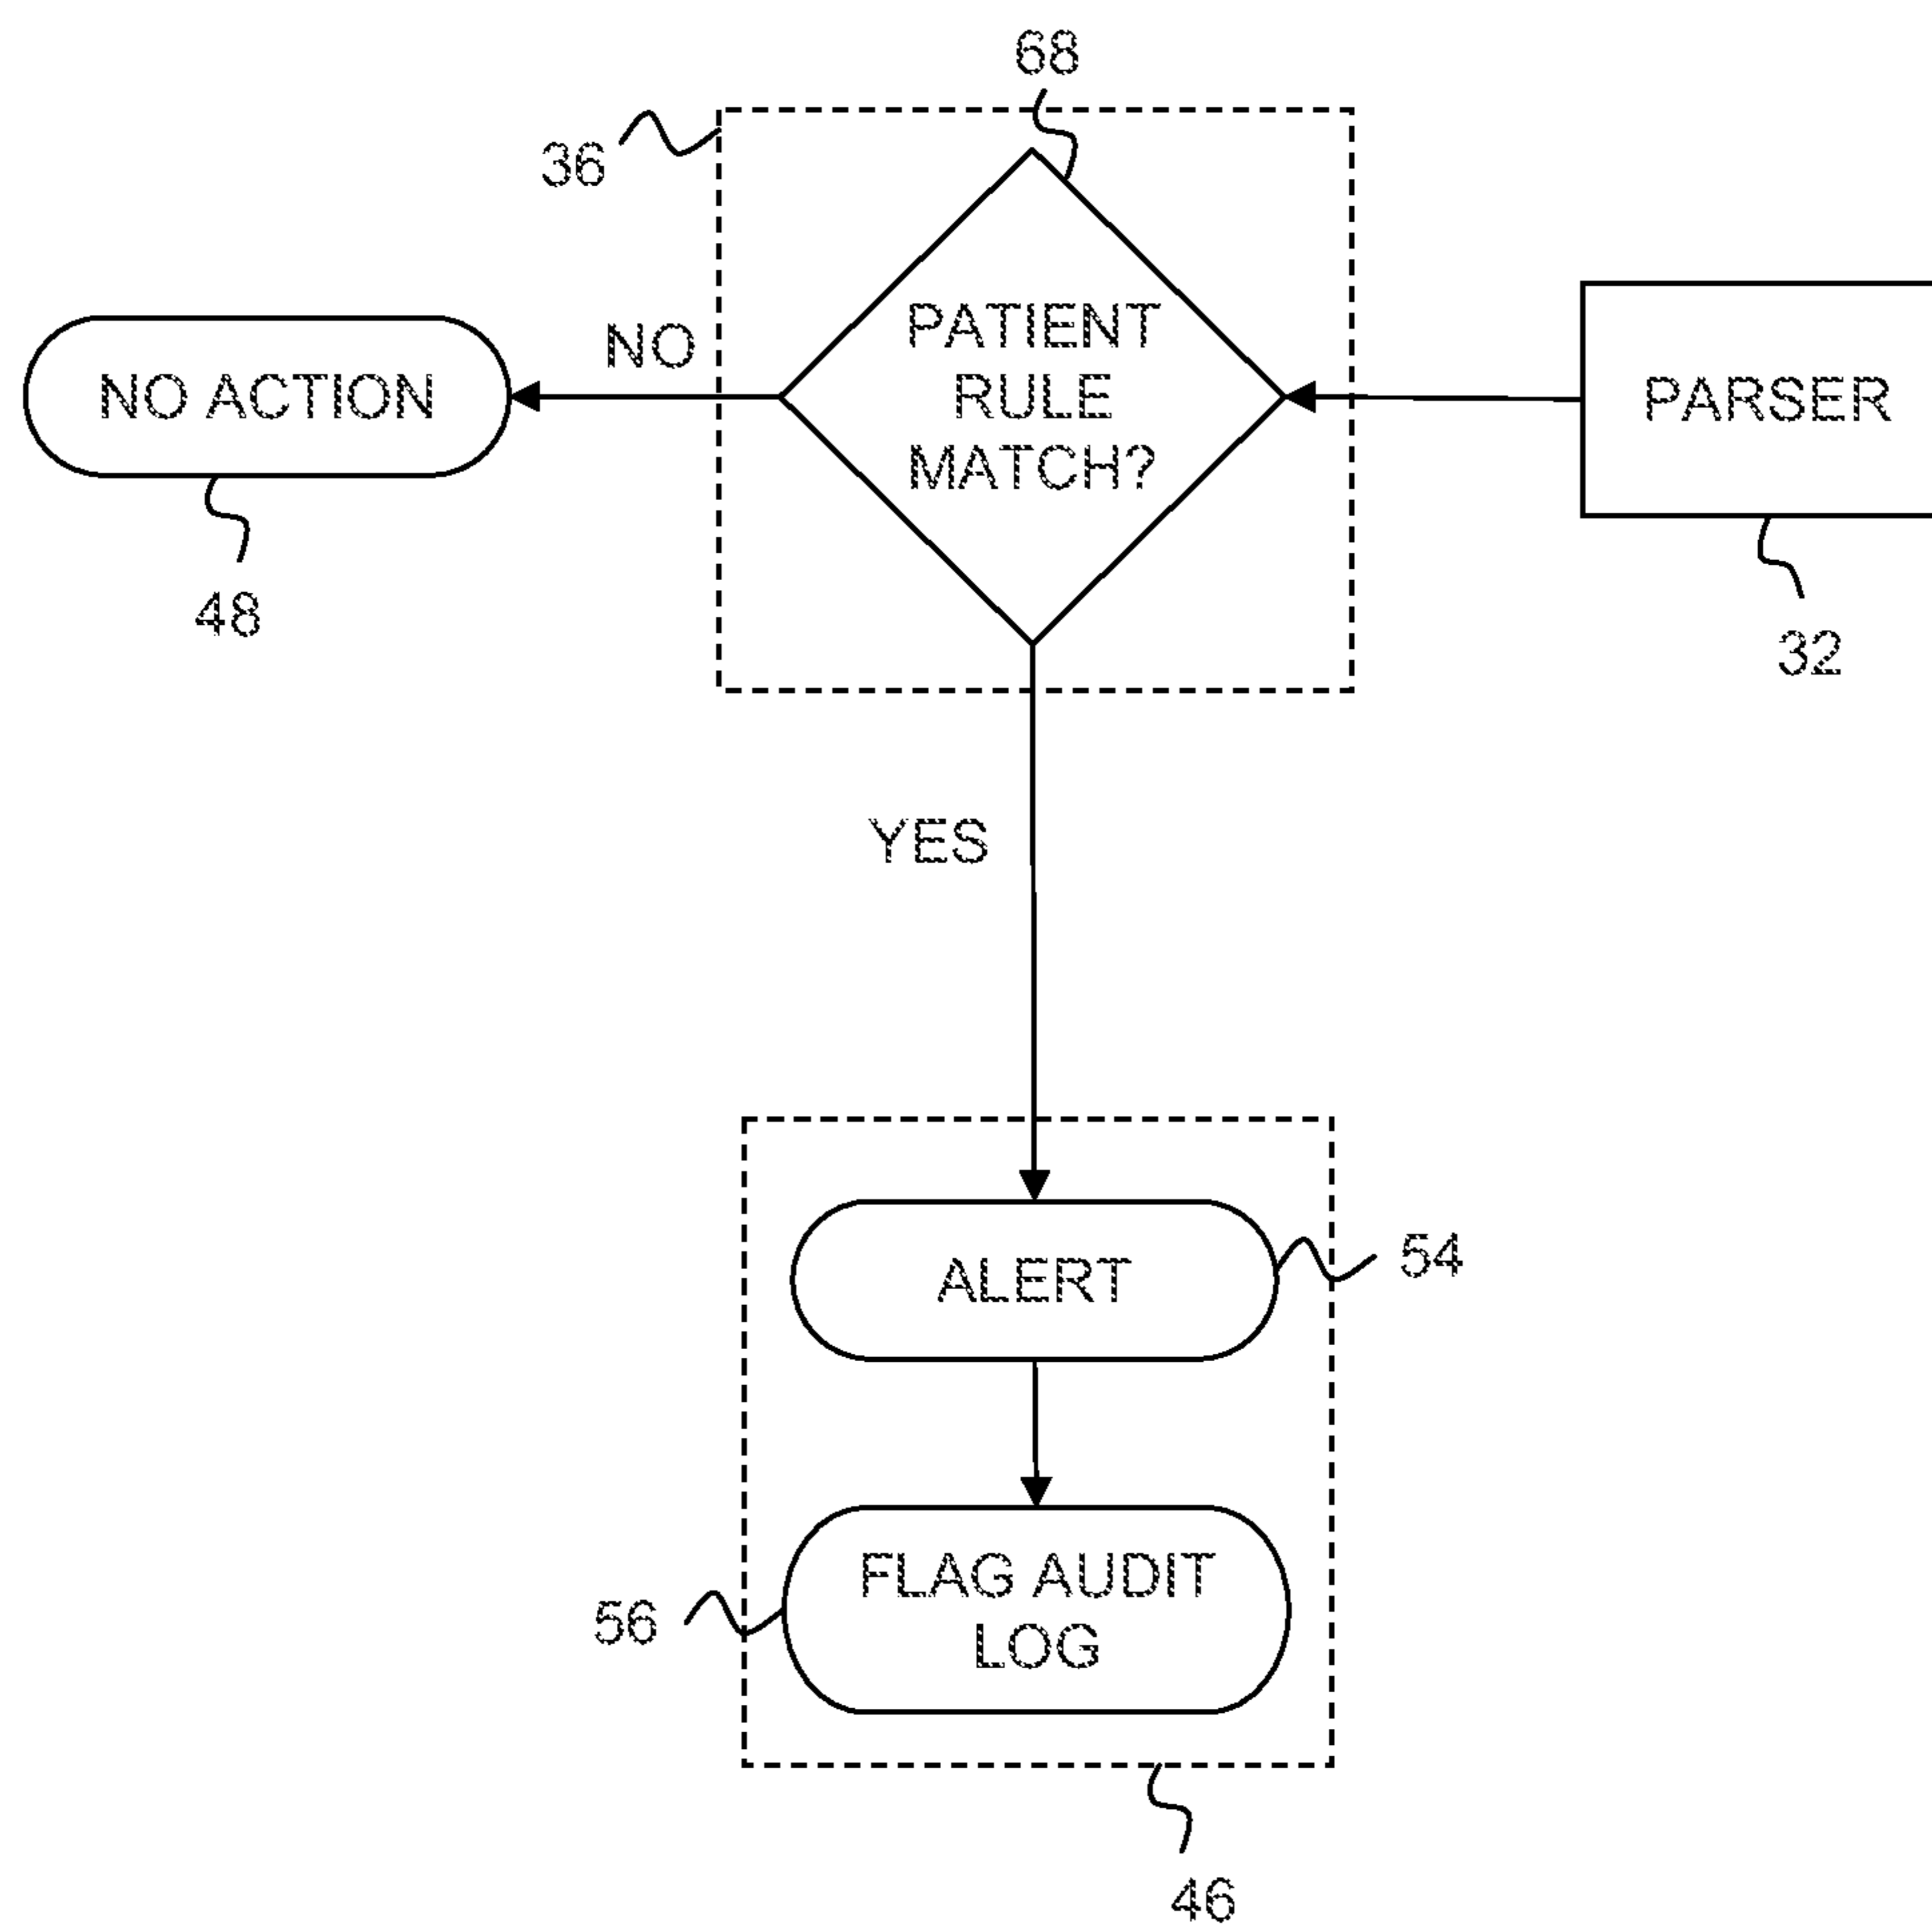 68
36
PATIENT
RULE
MATCH?
NO
NO ACTION
PARSER
48
32
YES
ALERT
54
FLAG AUDIT
LOG
56
46